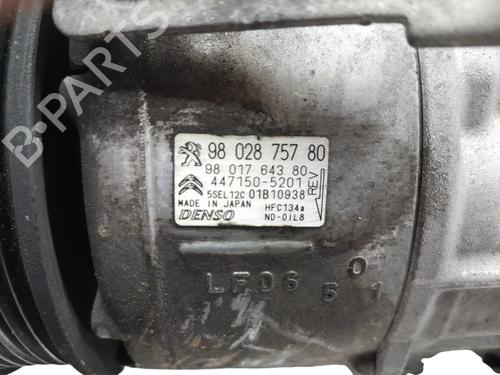 B-PARTS
98 028 757 80
98 017 643 80
447150-5201
REV
5SEL12C 01810938
MADE IN JAPAN HFC134a
DENSO ND-OIL8
LF06
0
5 1